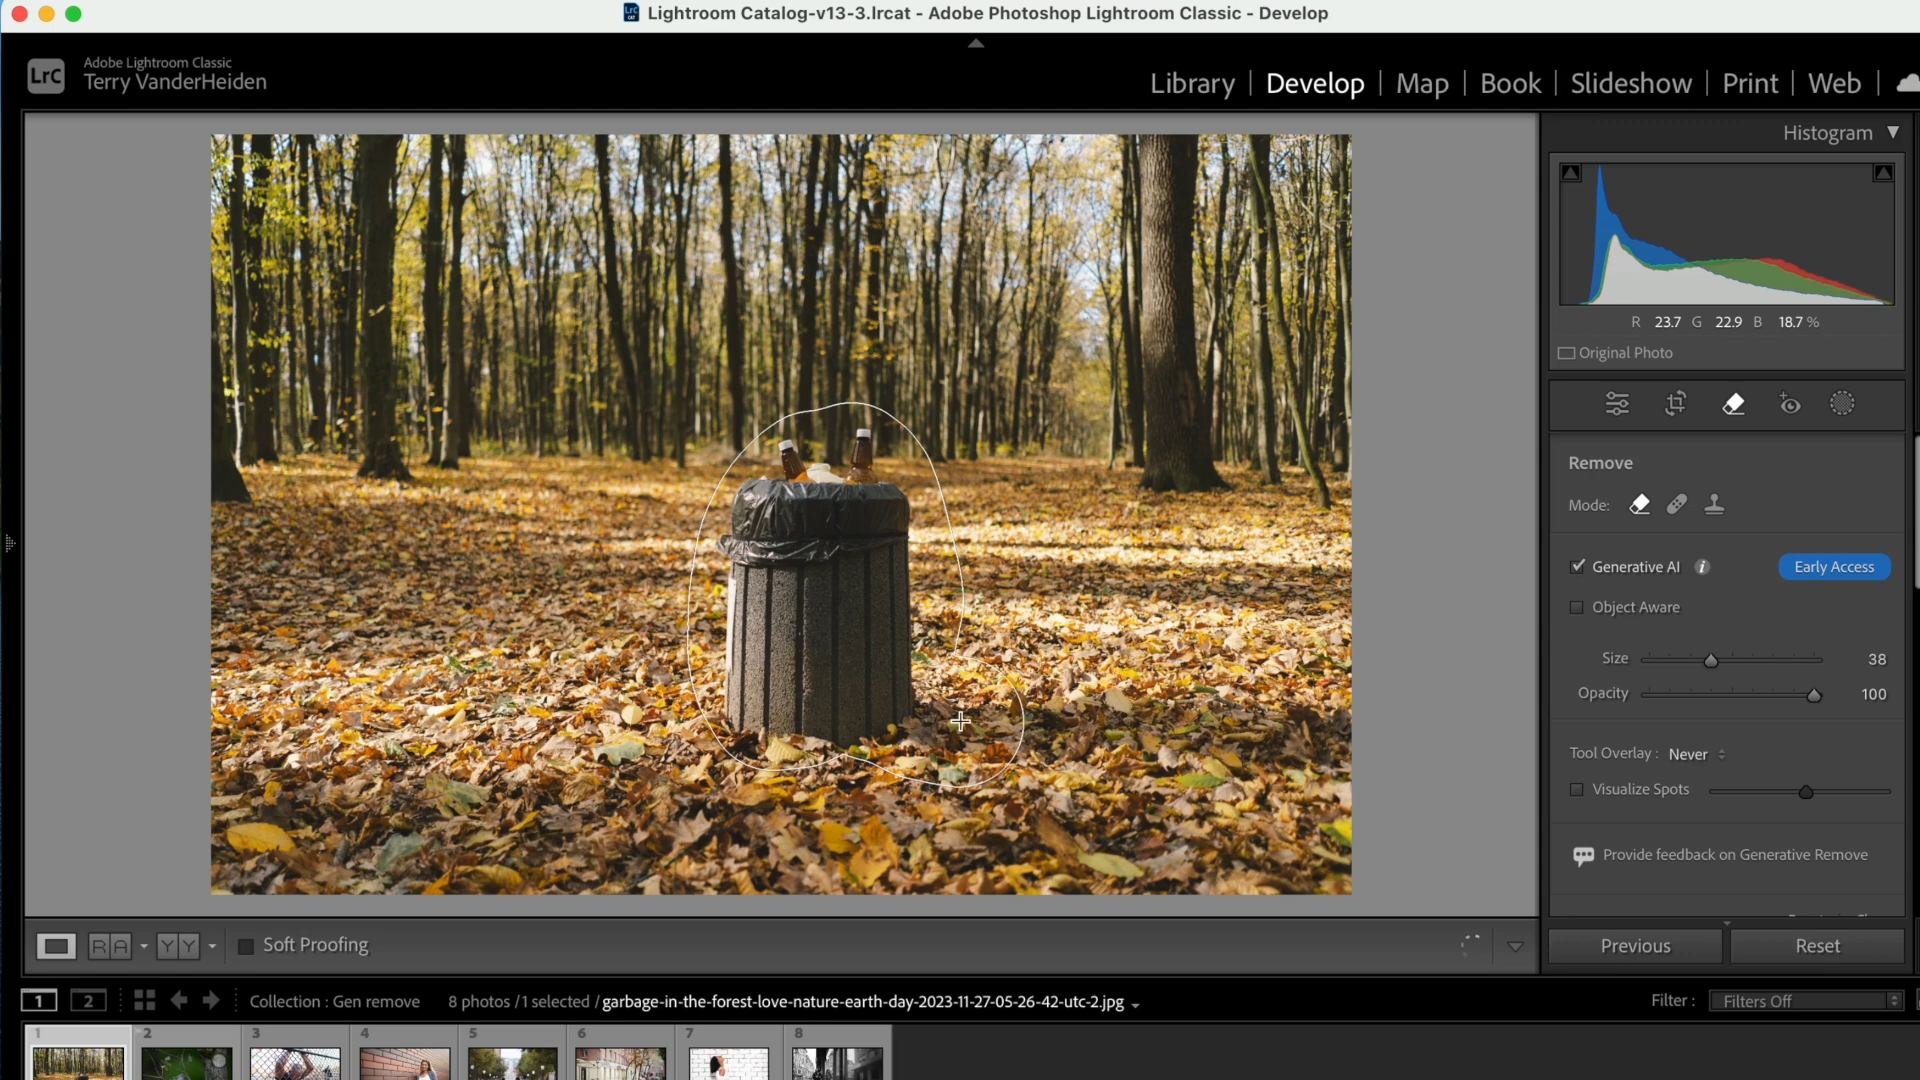 Lightroom Catalog-v13-3.lrcat - Adobe Photoshop Lightroom Classic - Develop
LrC
Adobe Lightroom Classic
Terry VanderHeiden
Library | Develop | Map | Book | Slideshow | Print | Web |
Histogram
R 23.7 G 22.9 B 18.7 %
Original Photo
Remove
Mode:
Generative AI i Early Access
Object Aware
Size 38
Opacity 100
Tool Overlay : Never
Visualize Spots
Provide feedback on Generative Remove
R A Y Y Soft Proofing
Previous Reset
1 2 Collection : Gen remove 8 photos / 1 selected / garbage-in-the-forest-love-nature-earth-day-2023-11-27-05-26-42-utc-2.jpg Filter : Filters Off
1 2 3 4 5 6 7 8